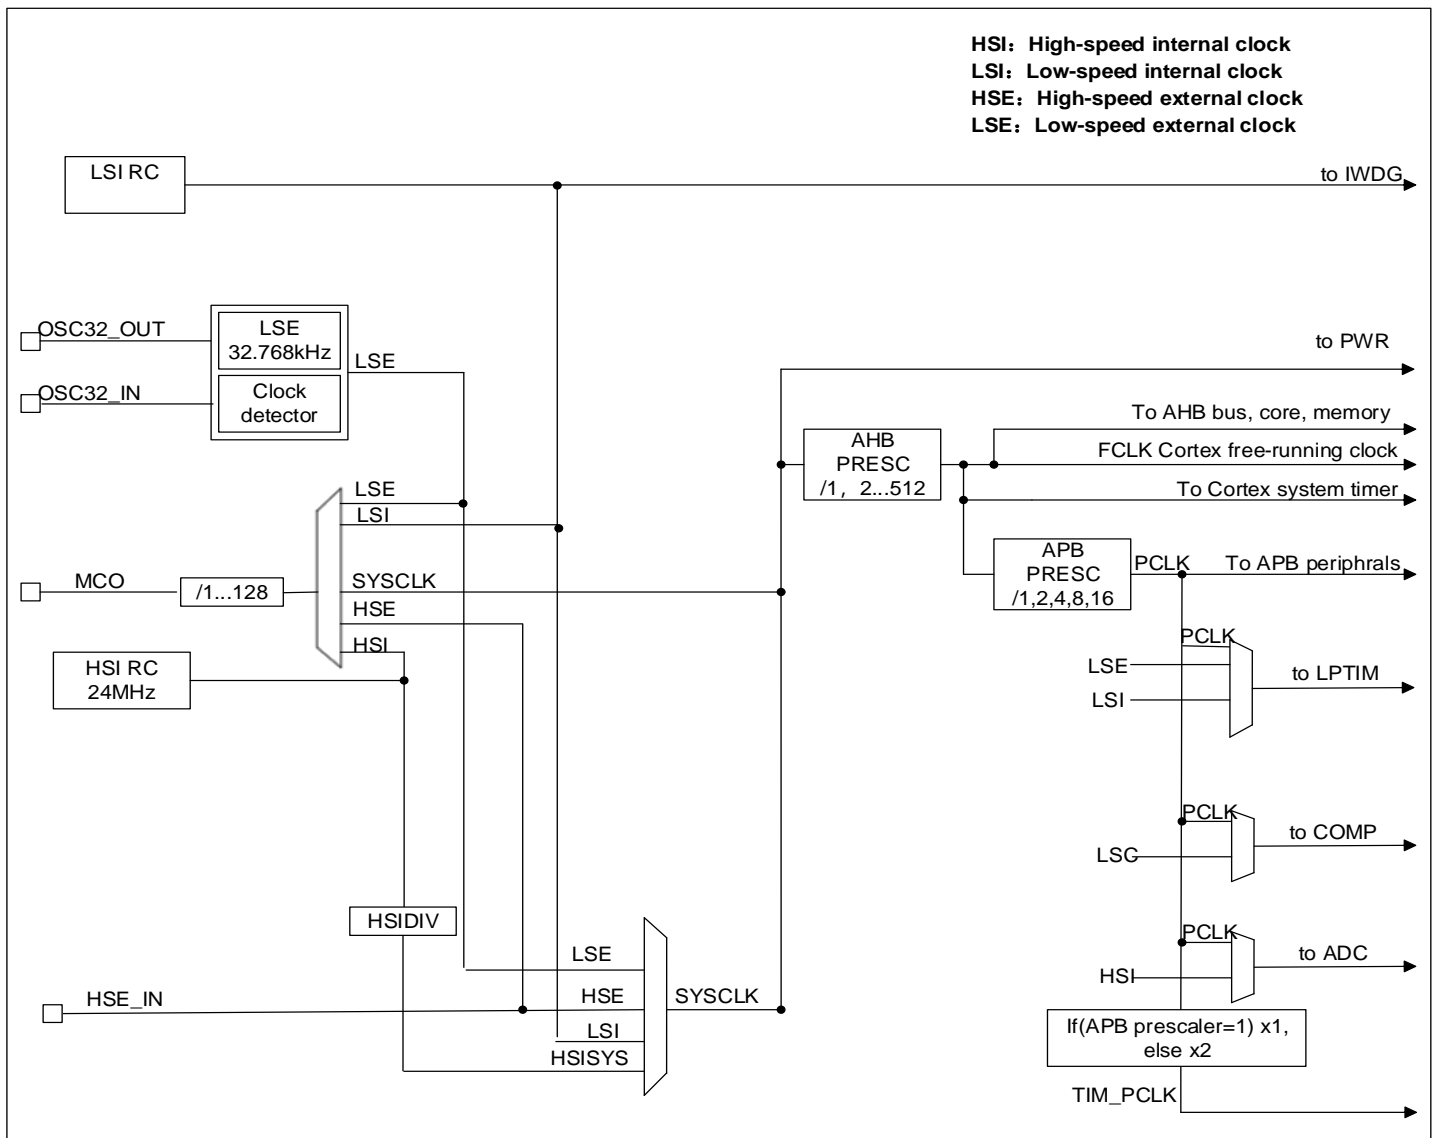 HSI：High-speed internal clock
LSI：Low-speed internal clock
HSE：High-speed external clock
LSE：Low-speed external clock
LSI RC
to IWDG
OSC32_OUT
LSE
32.768kHz
LSE
OSC32_IN
Clock
detector
to PWR
To AHB bus, core, memory
AHB
PRESC
/1，2...512
FCLK Cortex free-running clock
To Cortex system timer
LSE
LSI
MCO
/1...128
SYSCLK
HSE
HSI
APB
PRESC
/1,2,4,8,16
PCLK
To APB periphrals
HSI RC
24MHz
PCLK
LSE
LSI
to LPTIM
PCLK
LSC
to COMP
HSIDIV
LSE
HSE
LSI
HSISYS
SYSCLK
HSE_IN
PCLK
HSI
to ADC
If(APB prescaler=1) x1,
else x2
TIM_PCLK